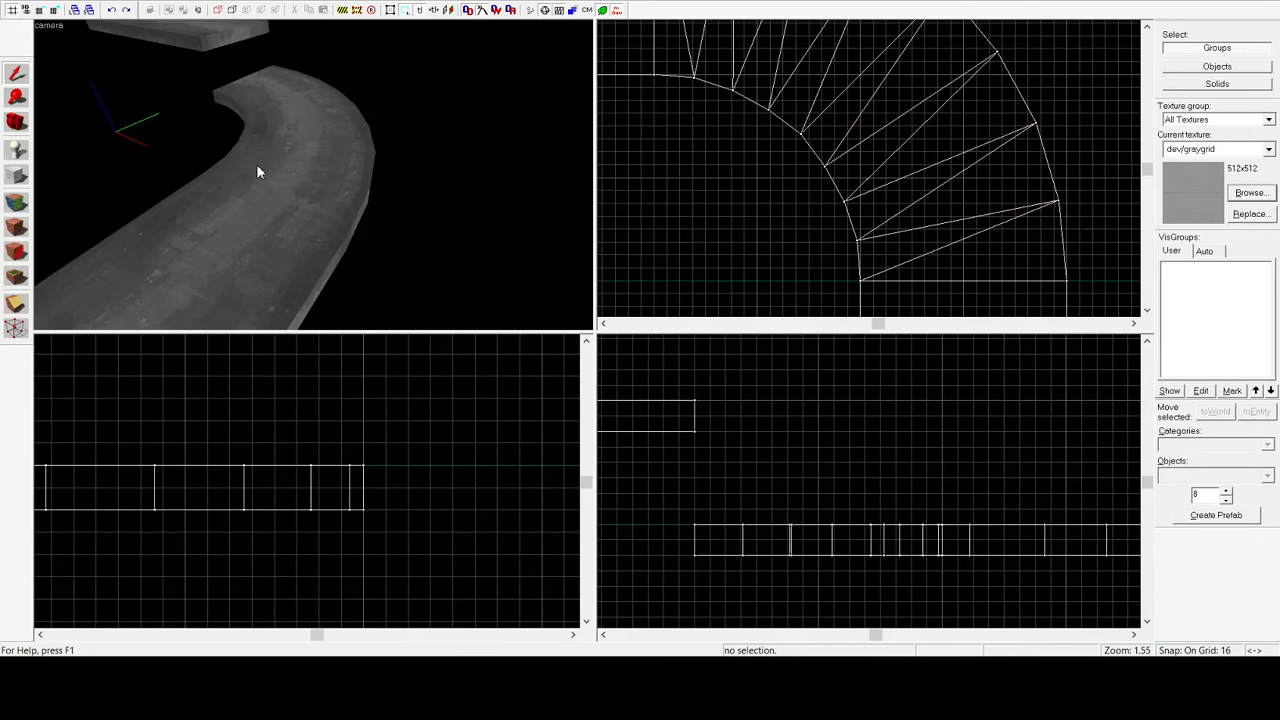 camera
Select:
Groups
Objects
Solids
Texture group:
All Textures
Current texture:
dev/graygrid
512x512
Browse...
Replace...
VisGroups:
User Auto
Show Edit Mark
Move selected: toWorld toEntity
Categories:
Objects:
8
Create Prefab
For Help, press F1
no selection.
Zoom: 1.55
Snap: On Grid: 16
<->